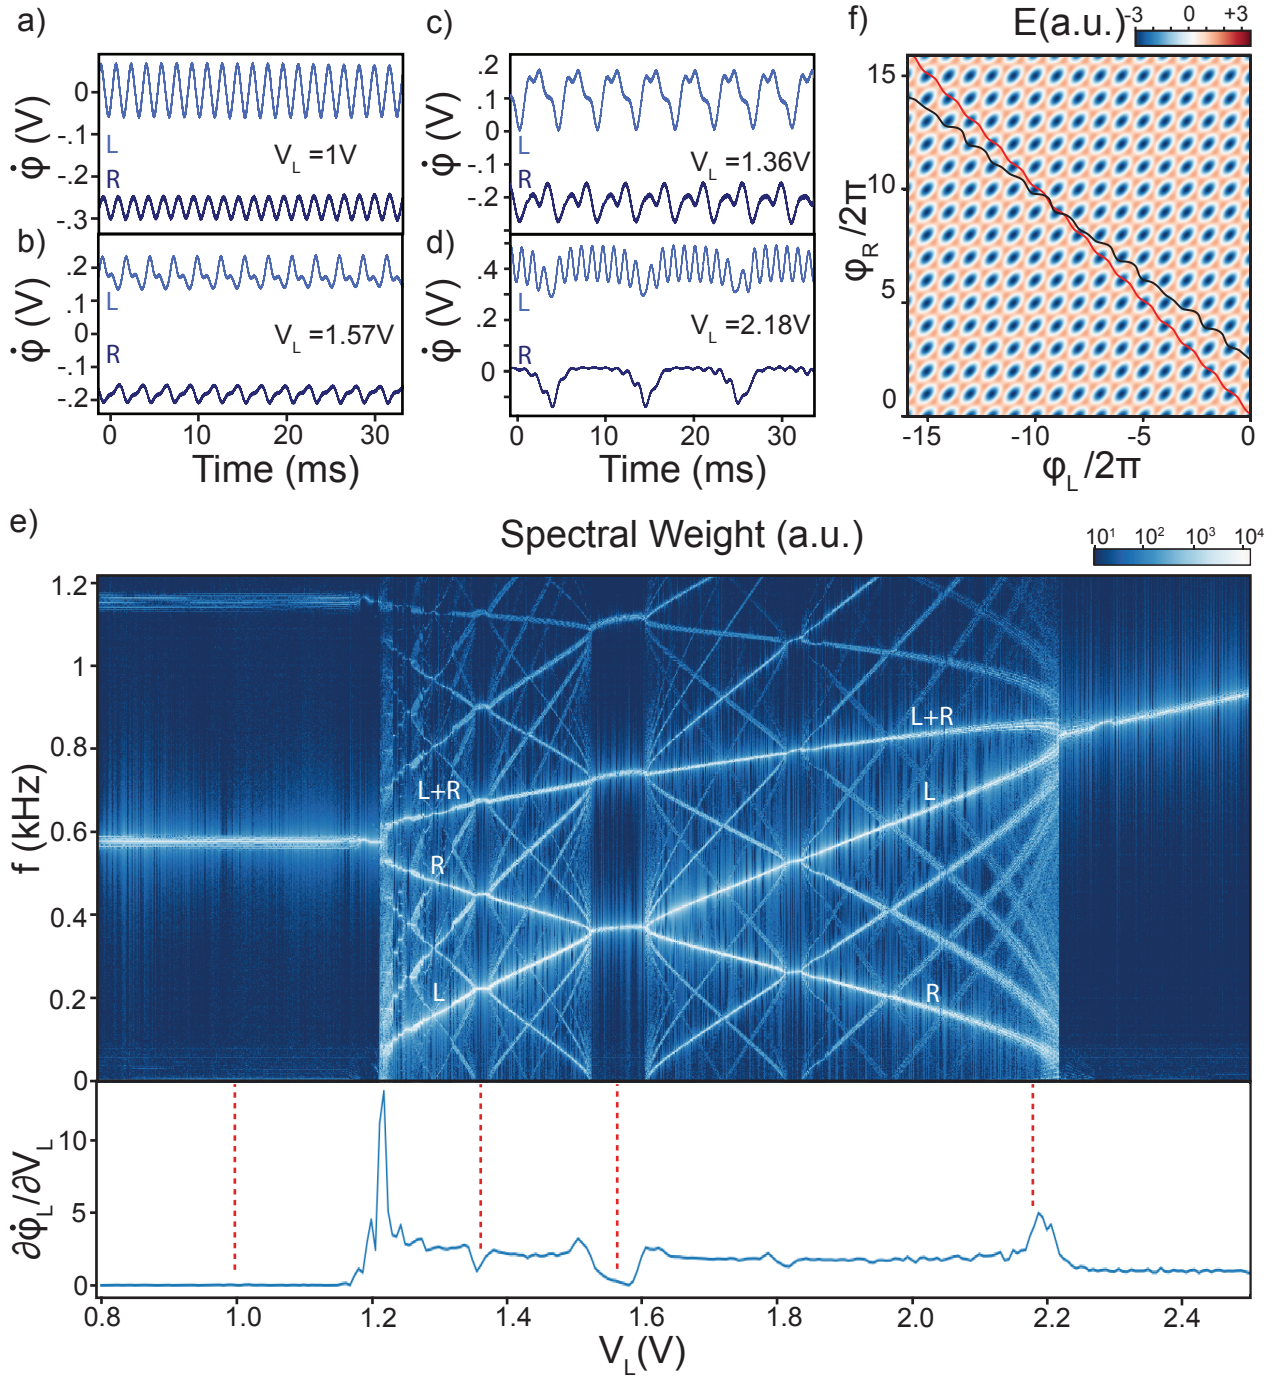 a)
0
-.1
-.2
-.3
φ̇ (V)
L
R
V_L =1V
b)
.2
0.1
0
-.1
-.2
φ̇ (V)
L
R
V_L =1.57V
0 10 20 30
Time (ms)
c)
.2
.1
0
-.1
-.2
φ̇ (V)
L
R
V_L =1.36V
d)
.4
.2
0
φ̇ (V)
L
R
V_L =2.18V
0 10 20 30
Time (ms)
f)
E(a.u.)
-3 0 +3
15
10
5
0
φ_R /2π
-15 -10 -5 0
φ_L /2π
e)
Spectral Weight (a.u.)
10¹ 10² 10³ 10⁴
1.2
1
0.8
0.6
0.4
0.2
0
f (kHz)
L+R
R
L
L+R
L
R
10
5
0
∂φ̇_L/∂V_L
0.8 1.0 1.2 1.4 1.6 1.8 2.0 2.2 2.4
V_L(V)